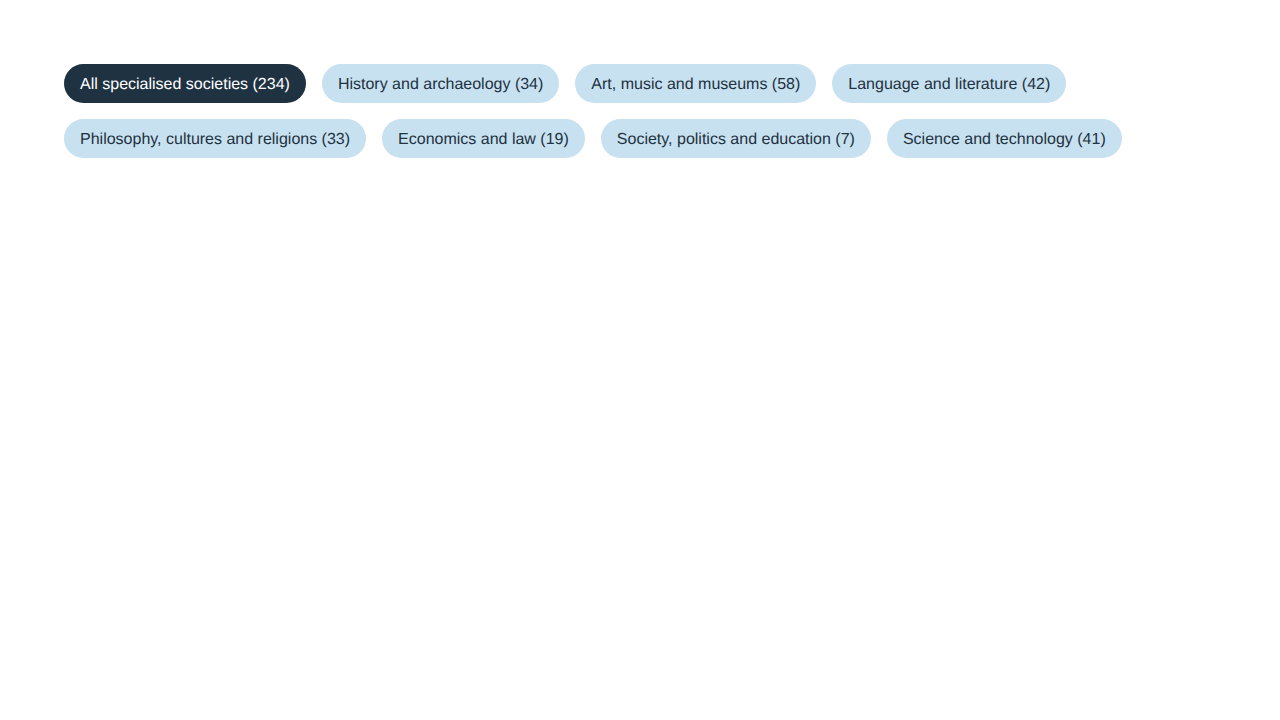 All specialised societies (234) History and archaeology (34) Art, music and museums (58) Language and literature (42)
Philosophy, cultures and religions (33) Economics and law (19) Society, politics and education (7) Science and technology (41)